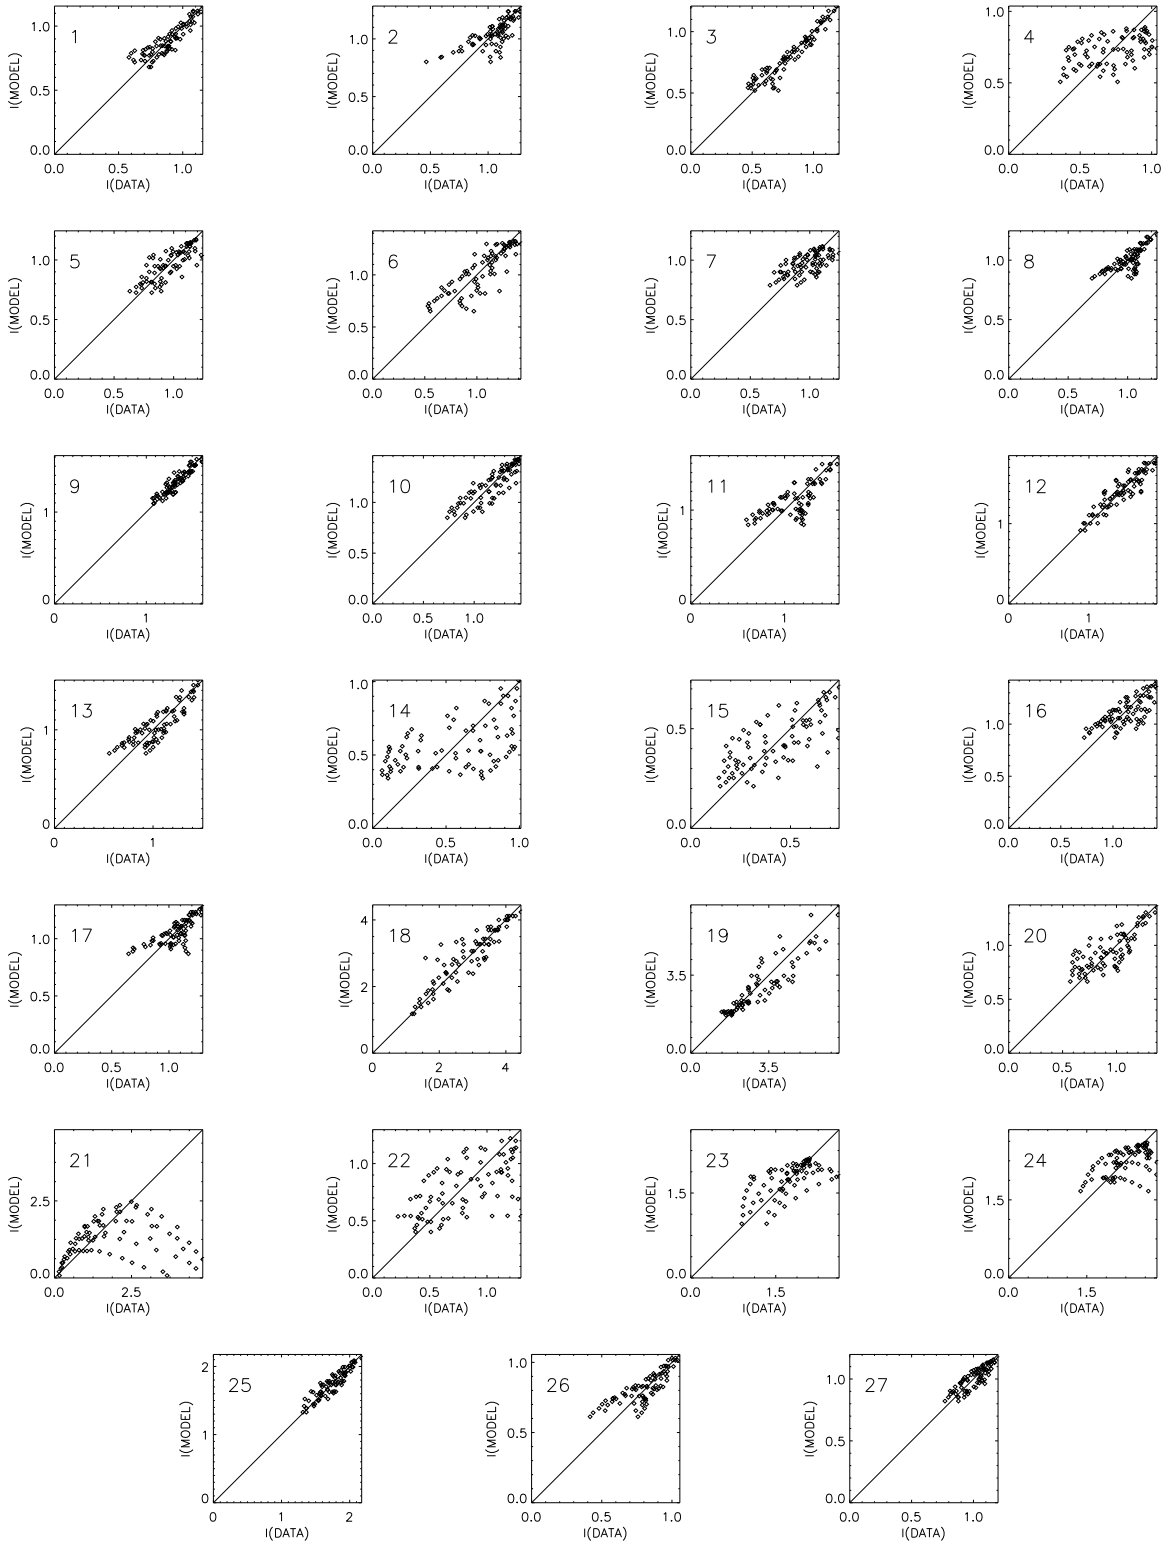 1
I(MODEL)
1.0
0.5
0.0
0.0 0.5 1.0
I(DATA)
2
I(MODEL)
1.0
0.5
0.0
0.0 0.5 1.0
I(DATA)
3
I(MODEL)
1.0
0.5
0.0
0.0 0.5 1.0
I(DATA)
4
I(MODEL)
1.0
0.5
0.0
0.0 0.5 1.0
I(DATA)
5
I(MODEL)
1.0
0.5
0.0
0.0 0.5 1.0
I(DATA)
6
I(MODEL)
1.0
0.5
0.0
0.0 0.5 1.0
I(DATA)
7
I(MODEL)
1.0
0.5
0.0
0.0 0.5 1.0
I(DATA)
8
I(MODEL)
1.0
0.5
0.0
0.0 0.5 1.0
I(DATA)
9
I(MODEL)
1
0
0 1
I(DATA)
10
I(MODEL)
1.0
0.5
0.0
0.0 0.5 1.0
I(DATA)
11
I(MODEL)
1
0
0 1
I(DATA)
12
I(MODEL)
1
0
0 1
I(DATA)
13
I(MODEL)
1
0
0 1
I(DATA)
14
I(MODEL)
1.0
0.5
0.0
0.0 0.5 1.0
I(DATA)
15
I(MODEL)
0.5
0.0
0.0 0.5
I(DATA)
16
I(MODEL)
1.0
0.5
0.0
0.0 0.5 1.0
I(DATA)
17
I(MODEL)
1.0
0.5
0.0
0.0 0.5 1.0
I(DATA)
18
I(MODEL)
4
2
0
0 2 4
I(DATA)
19
I(MODEL)
3.5
0.0
0.0 3.5
I(DATA)
20
I(MODEL)
1.0
0.5
0.0
0.0 0.5 1.0
I(DATA)
21
I(MODEL)
2.5
0.0
0.0 2.5
I(DATA)
22
I(MODEL)
1.0
0.5
0.0
0.0 0.5 1.0
I(DATA)
23
I(MODEL)
1.5
0.0
0.0 1.5
I(DATA)
24
I(MODEL)
1.5
0.0
0.0 1.5
I(DATA)
25
I(MODEL)
2
1
0
0 1 2
I(DATA)
26
I(MODEL)
1.0
0.5
0.0
0.0 0.5 1.0
I(DATA)
27
I(MODEL)
1.0
0.5
0.0
0.0 0.5 1.0
I(DATA)